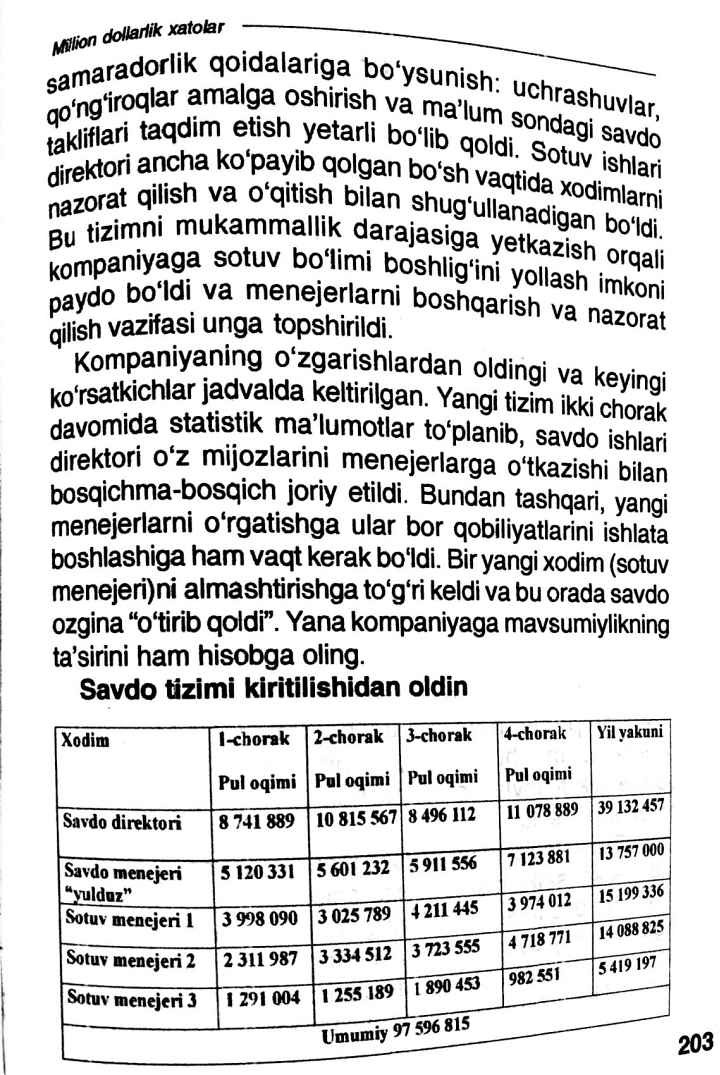 Million dollarlik xatolar
samaradorlik qoidalariga bo‘ysunish: uchrashuvlar,
qo‘ng‘iroqlar amalga oshirish va ma’lum sondagi savdo
takliflari taqdim etish yetarli bo‘lib qoldi. Sotuv ishlari
direktori ancha ko‘payib qolgan bo‘sh vaqtida xodimlarni
nazorat qilish va o‘qitish bilan shug‘ullanadigan bo‘ldi.
Bu tizimni mukammallik darajasiga yetkazish orqali
kompaniyaga sotuv bo‘limi boshlig‘ini yollash imkoni
paydo bo‘ldi va menejerlarni boshqarish va nazorat
qilish vazifasi unga topshirildi.
Kompaniyaning o‘zgarishlardan oldingi va keyingi
ko‘rsatkichlar jadvalda keltirilgan. Yangi tizim ikki chorak
davomida statistik ma’lumotlar to‘planib, savdo ishlari
direktori o‘z mijozlarini menejerlarga o‘tkazishi bilan
bosqichma-bosqich joriy etildi. Bundan tashqari, yangi
menejerlarni o‘rgatishga ular bor qobiliyatlarini ishlata
boshlashiga ham vaqt kerak bo‘ldi. Bir yangi xodim (sotuv
menejeri)ni almashtirishga to‘g‘ri keldi va bu orada savdo
ozgina “o‘tirib qoldi”. Yana kompaniyaga mavsumiylikning
ta’sirini ham hisobga oling.
Savdo tizimi kiritilishidan oldin
Xodim 1-chorak 2-chorak 3-chorak 4-chorak Yil yakuni
Pul oqimi Pul oqimi Pul oqimi Pul oqimi
Savdo direktori 8 741 889 10 815 567 8 496 112 11 078 889 39 132 457
Savdo menejeri 5 120 331 5 601 232 5 911 556 7 123 881 13 757 000
“yulduz”
Sotuv menejeri 1 3 998 090 3 025 789 4 211 445 3 974 012 15 199 336
Sotuv menejeri 2 2 311 987 3 334 512 3 723 555 4 718 771 14 088 825
Sotuv menejeri 3 1 291 004 1 255 189 1 890 453 982 551 5 419 197
Umumiy 97 596 815
203